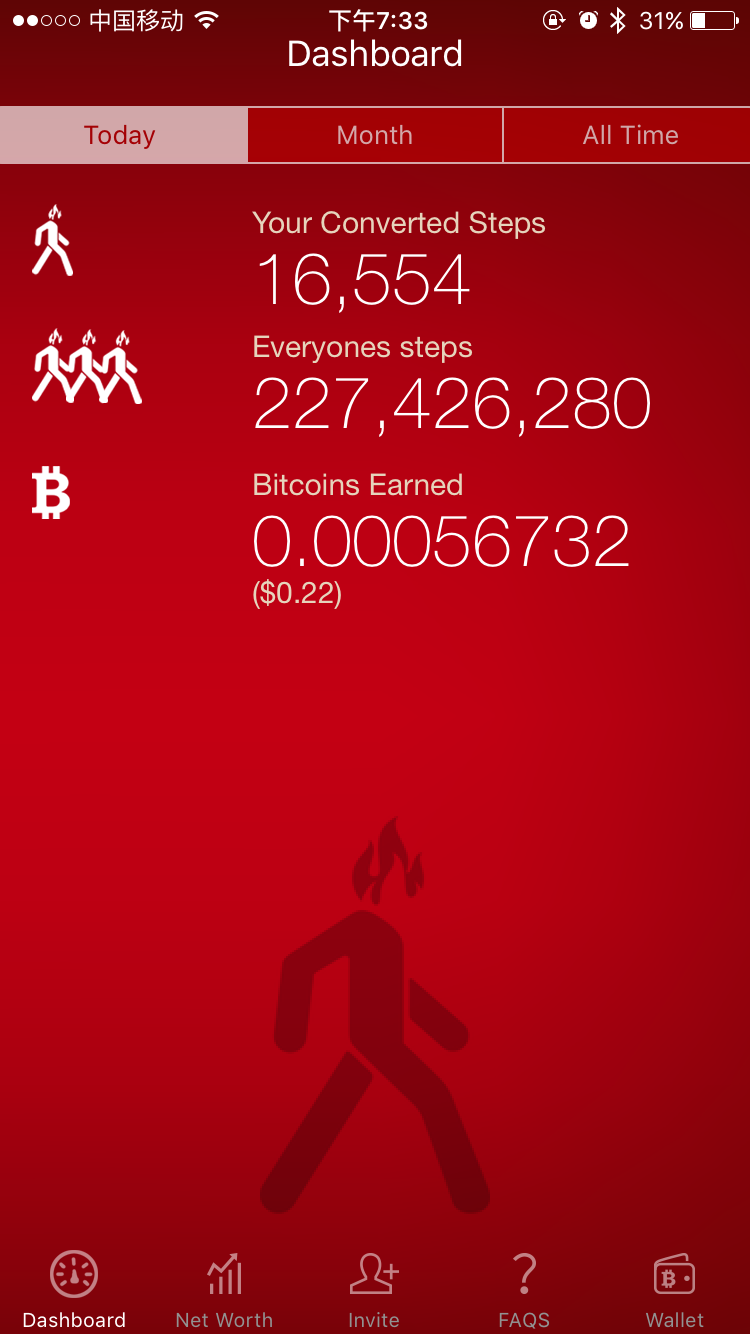 中国移动 下午7:33 31%
Dashboard
Today Month All Time
Your Converted Steps
16,554
Everyones steps
227,426,280
Bitcoins Earned
0.00056732
($0.22)
Dashboard Net Worth Invite FAQS Wallet